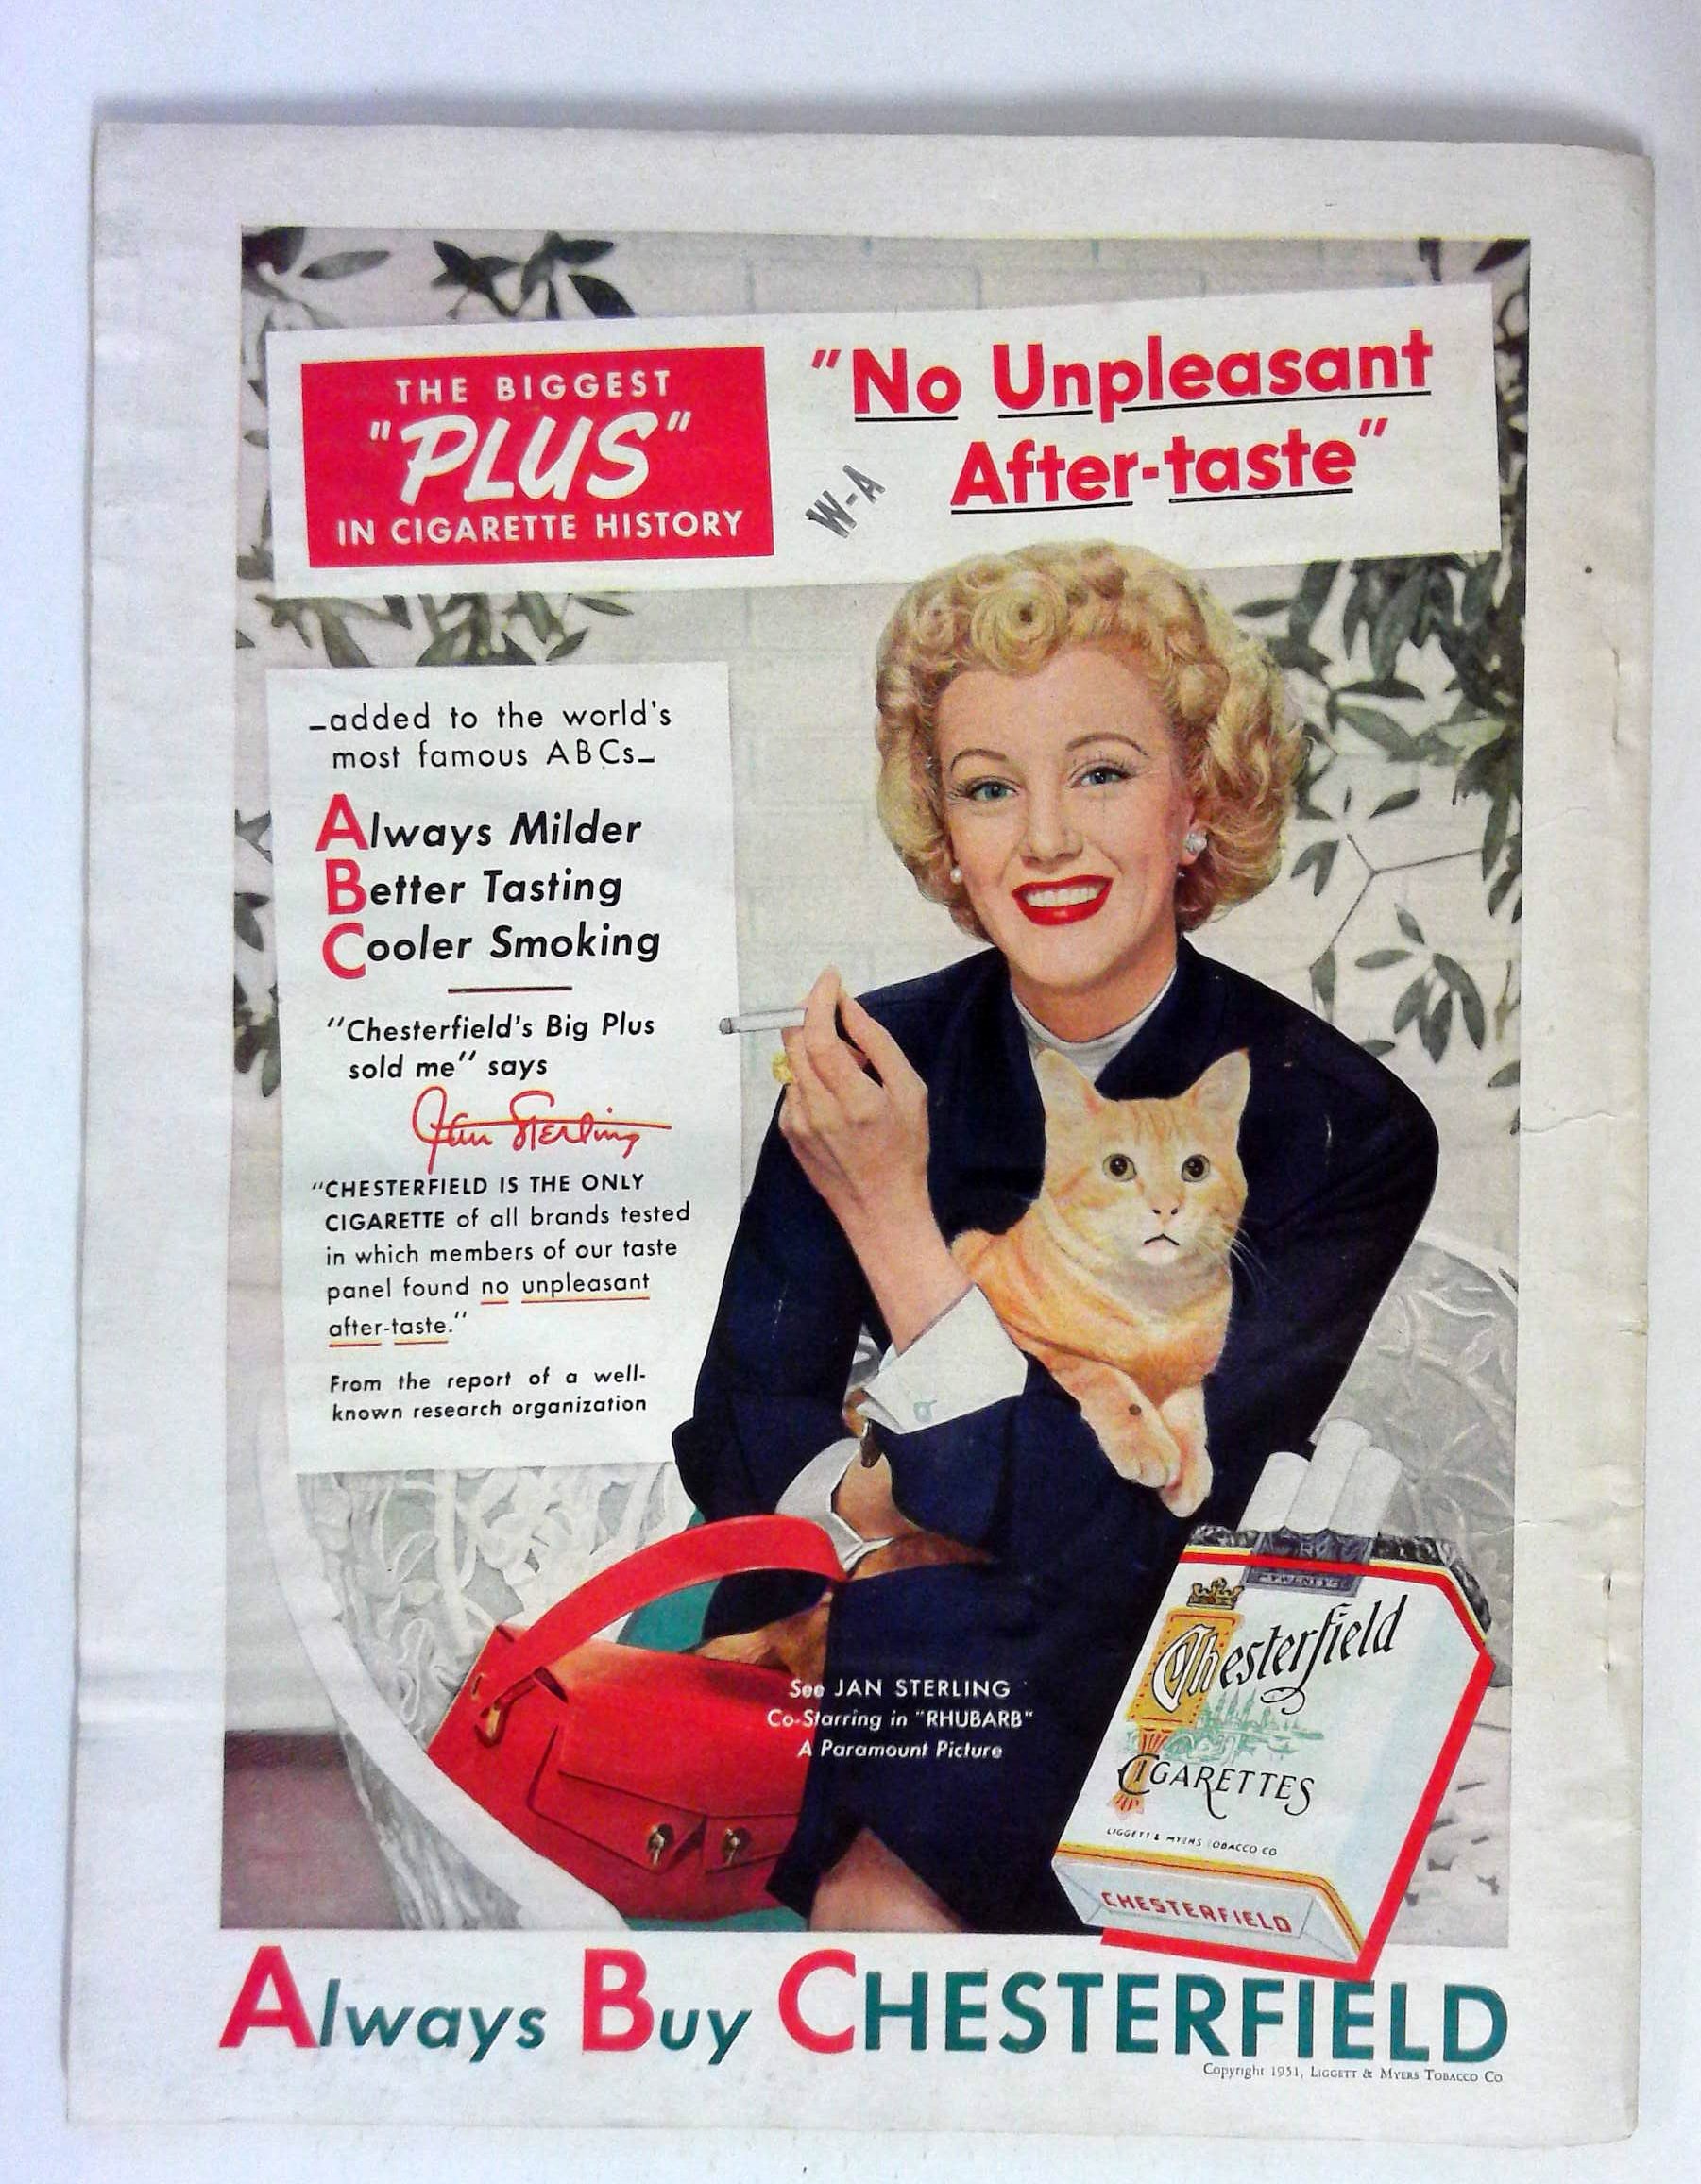 THE BIGGEST
"PLUS"
IN CIGARETTE HISTORY
"No Unpleasant
After-taste"
W-A
—added to the world's
most famous ABCs—
Always Milder
Better Tasting
Cooler Smoking
"Chesterfield's Big Plus
sold me" says
Jan Sterling
"CHESTERFIELD IS THE ONLY
CIGARETTE of all brands tested
in which members of our taste
panel found no unpleasant
after-taste."
From the report of a well-
known research organization
See JAN STERLING
Co-Starring in "RHUBARB"
A Paramount Picture
Chesterfield
CIGARETTES
LIGGETT & MYERS TOBACCO CO
CHESTERFIELD
Always Buy CHESTERFIELD
Copyright 1951, LIGGETT & MYERS TOBACCO CO